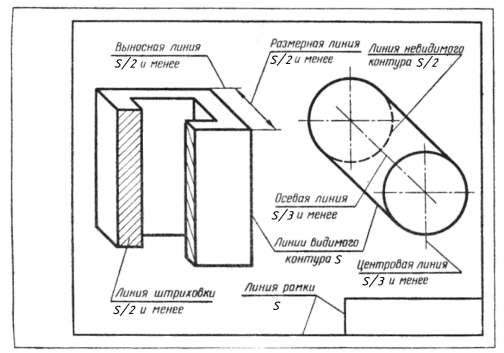 Выносная линия
S/2 и менее
Размерная линия
S/2 и менее
Линия невидимого
контура S/2
Осевая линия
S/3 и менее
Линии видимого
контура S
Центровая линия
S/3 и менее
Линия штриховки
S/2 и менее
Линия рамки
S